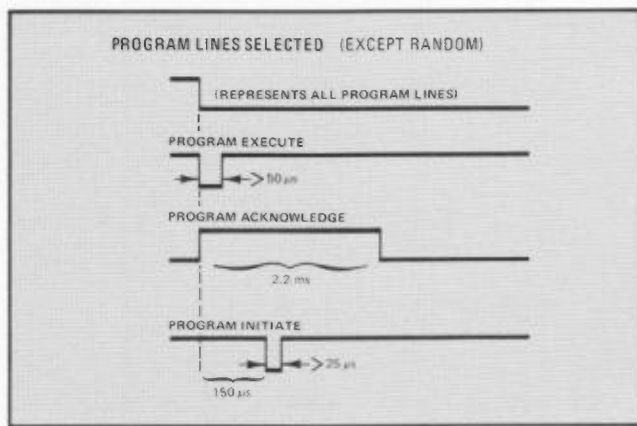 PROGRAM LINES SELECTED (EXCEPT RANDOM)
(REPRESENTS ALL PROGRAM LINES)
PROGRAM EXECUTE
> 50 µs
PROGRAM ACKNOWLEDGE
2.2 ms
PROGRAM INITIATE
> 25 µs
150 µs